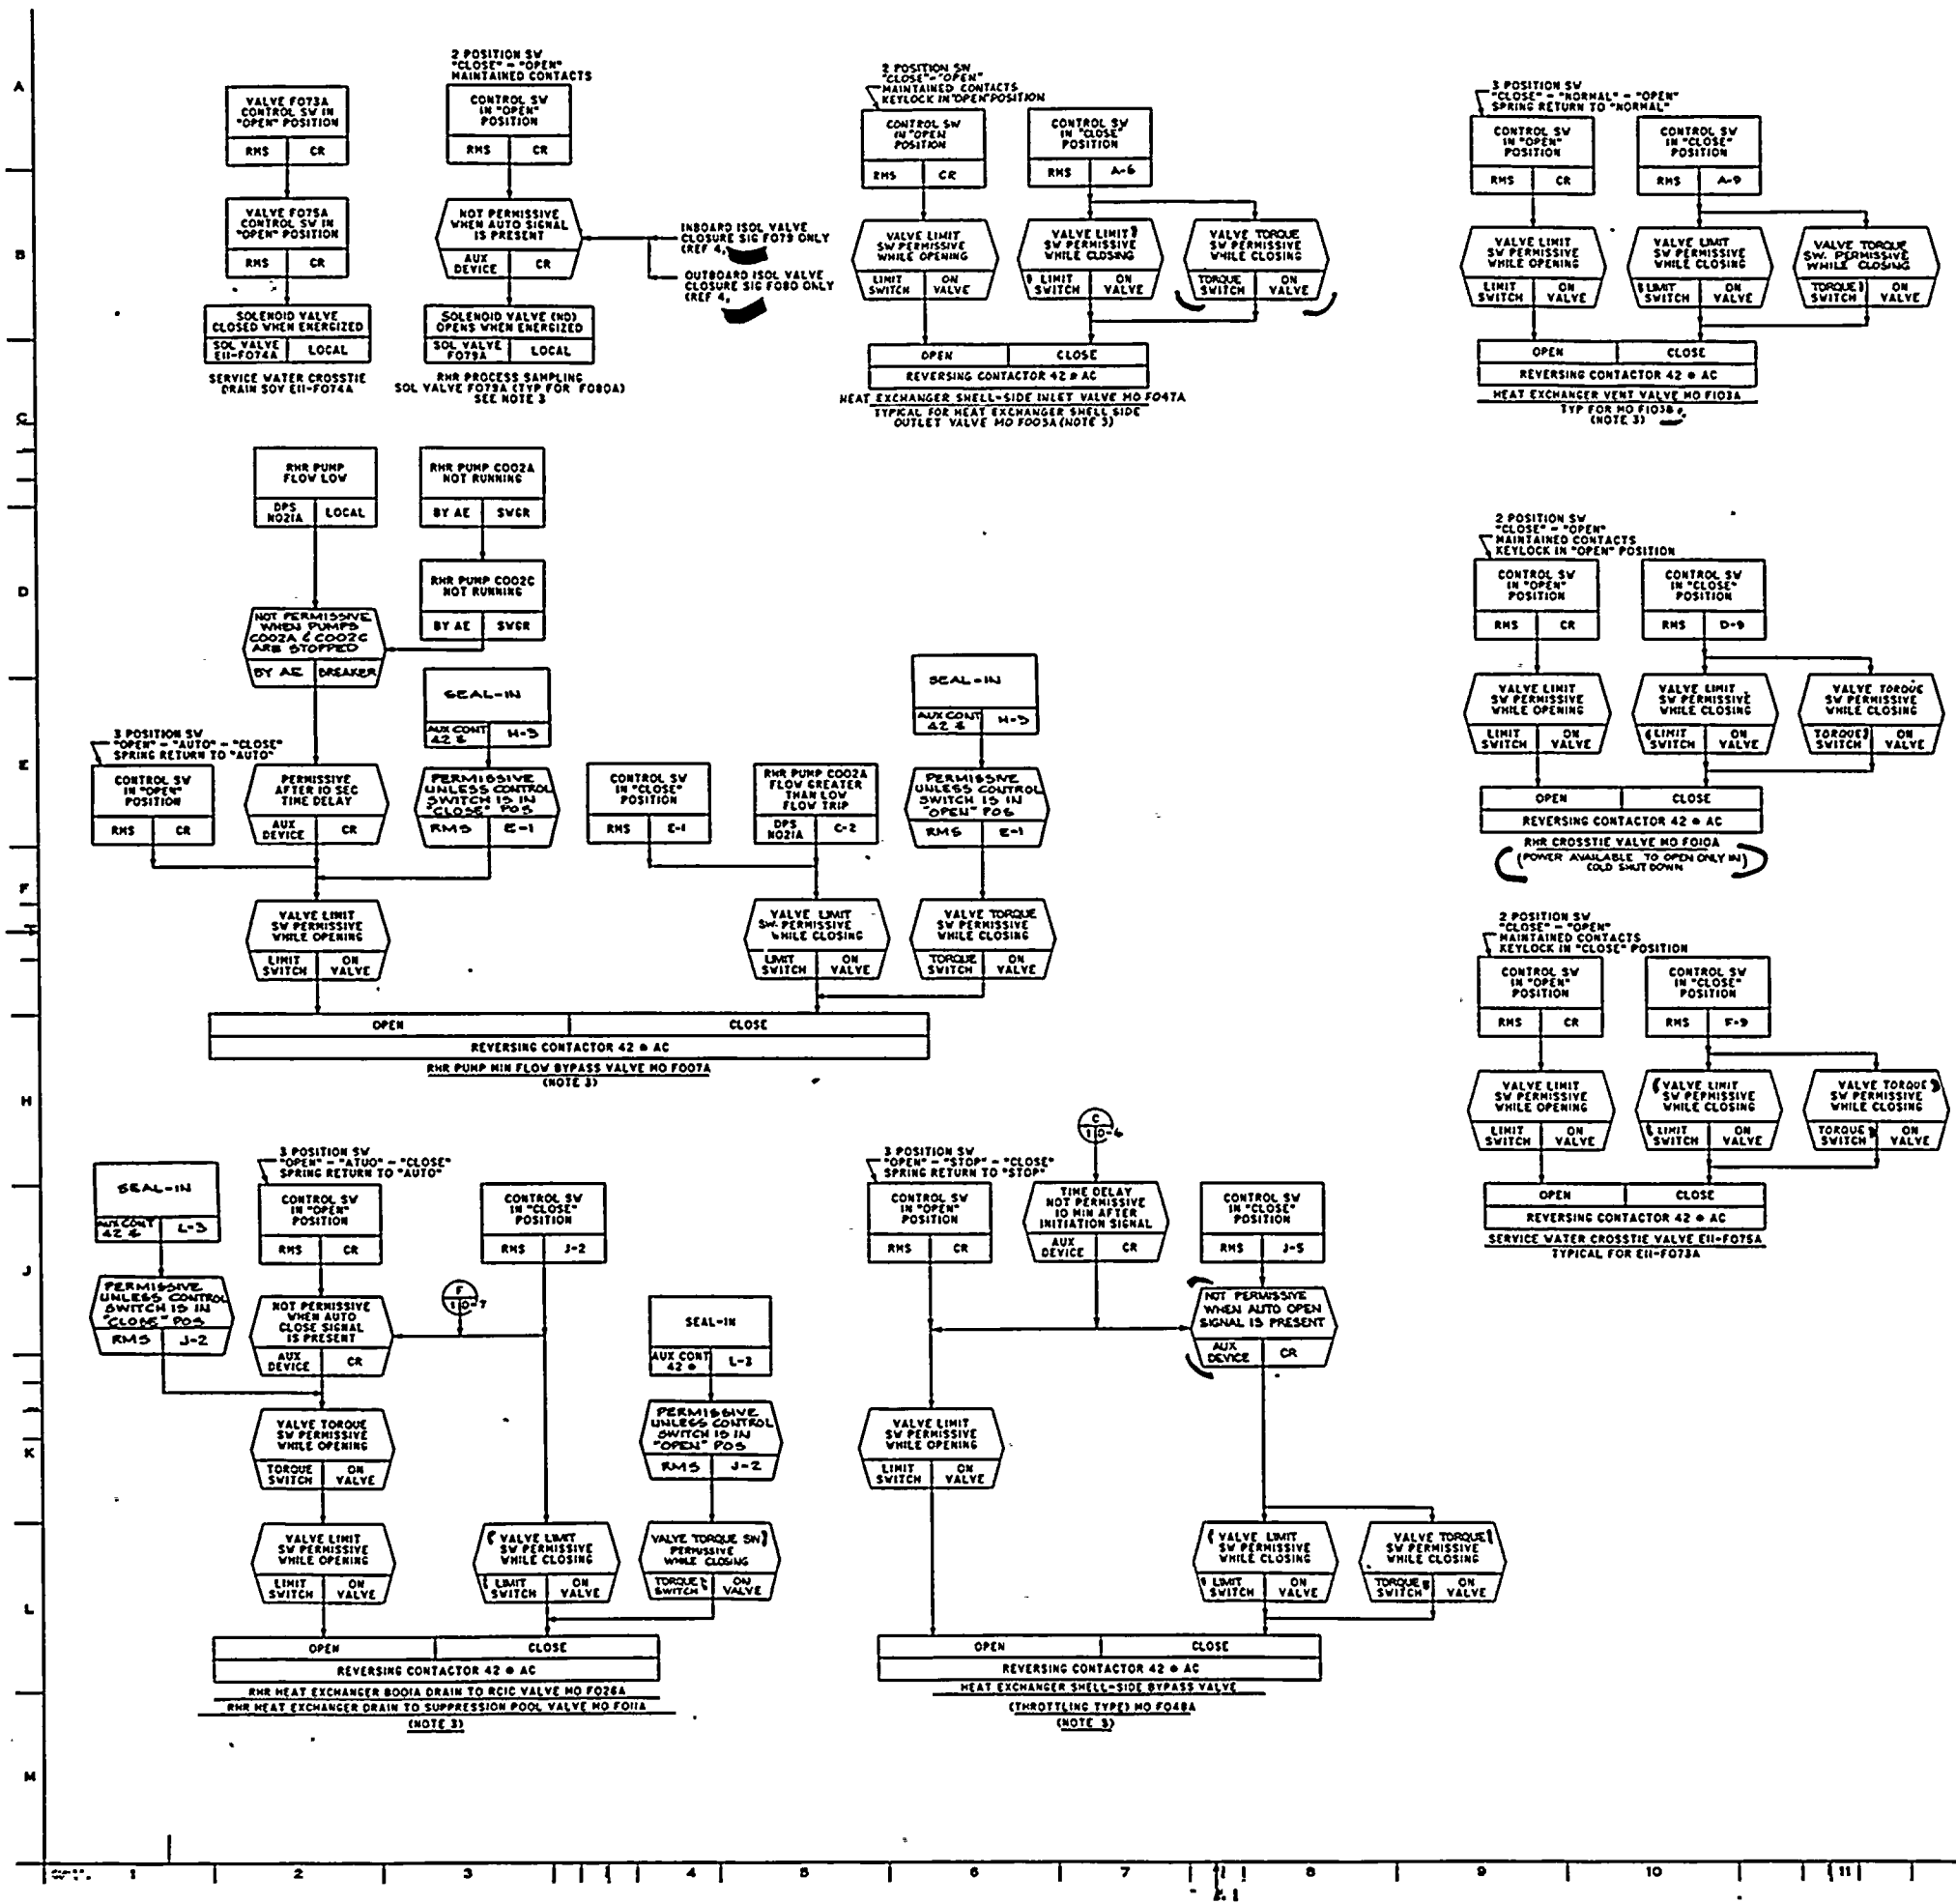 A
VALVE F073A
CONTROL SW IN
"OPEN" POSITION
RMS CR
VALVE F075A
CONTROL SW IN
"OPEN" POSITION
RMS CR
SOLENOID VALVE
CLOSED WHEN ENERGIZED
SOL VALVE
E11-F074A LOCAL
SERVICE WATER CROSSTIE
DRAIN SOV E11-F074A
2 POSITION SW
"CLOSE" - "OPEN"
MAINTAINED CONTACTS
CONTROL SW
IN "OPEN"
POSITION
RMS CR
NOT PERMISSIVE
WHEN AUTO SIGNAL
IS PRESENT
AUX
DEVICE CR
INBOARD ISOL VALVE
CLOSURE SIG F079 ONLY
(REF 4,
OUTBOARD ISOL VALVE
CLOSURE SIG F080 ONLY
(REF 4,
SOLENOID VALVE (ND)
OPENS WHEN ENERGIZED
SOL VALVE
F079A LOCAL
RHR PROCESS SAMPLING
SOL VALVE F079A (TYP FOR F080A)
SEE NOTE 3
2 POSITION SW
"CLOSE" - "OPEN"
MAINTAINED CONTACTS
KEYLOCK IN "OPEN" POSITION
CONTROL SW
IN "OPEN
POSITION
RMS CR
CONTROL SW
IN "CLOSE"
POSITION
RMS A-6
VALVE LIMIT
SW PERMISSIVE
WHILE OPENING
LIMIT
SWITCH
ON
VALVE
VALVE LIMIT
SW PERMISSIVE
WHILE CLOSING
LIMIT
SWITCH
ON
VALVE
VALVE TORQUE
SW PERMISSIVE
WHILE CLOSING
TORQUE
SWITCH
ON
VALVE
OPEN CLOSE
REVERSING CONTACTOR 42 AC
HEAT EXCHANGER SHELL-SIDE INLET VALVE MO F047A
TYPICAL FOR HEAT EXCHANGER SHELL SIDE
OUTLET VALVE MO F003A (NOTE 3)
3 POSITION SW
"CLOSE" - "NORMAL" - "OPEN"
SPRING RETURN TO "NORMAL"
CONTROL SW
IN "OPEN"
POSITION
RMS CR
CONTROL SW
IN "CLOSE"
POSITION
RMS A-9
VALVE LIMIT
SW PERMISSIVE
WHILE OPENING
LIMIT
SWITCH
ON
VALVE
VALVE LIMIT
SW PERMISSIVE
WHILE CLOSING
LIMIT
SWITCH
ON
VALVE
VALVE TORQUE
SW. PERMISSIVE
WHILE CLOSING
TORQUE
SWITCH
ON
VALVE
OPEN CLOSE
REVERSING CONTACTOR 42 AC
HEAT EXCHANGER VENT VALVE MO F103A
TYP FOR MO F103B
(NOTE 3)
B
C
D
RHR PUMP
FLOW LOW
DPS
N021A LOCAL
RHR PUMP C002A
NOT RUNNING
BY AE SWGR
RHR PUMP C002C
NOT RUNNING
BY AE SWGR
NOT PERMISSIVE
WHEN PUMPS
C002A & C002C
ARE STOPPED
BY AE BREAKER
SEAL-IN
AUX CONT
42 H-3
SEAL-IN
AUX CONT
42 H-3
E
3 POSITION SW
"OPEN" - "AUTO" - "CLOSE"
SPRING RETURN TO "AUTO"
CONTROL SW
IN "OPEN"
POSITION
RMS CR
PERMISSIVE
AFTER 10 SEC
TIME DELAY
AUX
DEVICE CR
PERMISSIVE
UNLESS CONTROL
SWITCH IS IN
"CLOSE" POS
RMS E-1
CONTROL SW
IN "CLOSE"
POSITION
RMS E-1
RHR PUMP C002A
FLOW GREATER
THAN LOW
FLOW TRIP
DPS
N021A C-2
PERMISSIVE
UNLESS CONTROL
SWITCH IS IN
"OPEN" POS
RMS E-1
F
VALVE LIMIT
SW PERMISSIVE
WHILE OPENING
LIMIT
SWITCH
ON
VALVE
VALVE LIMIT
SW. PERMISSIVE
WHILE CLOSING
LIMIT
SWITCH
ON
VALVE
VALVE TORQUE
SW PERMISSIVE
WHILE CLOSING
TORQUE
SWITCH
ON
VALVE
OPEN CLOSE
REVERSING CONTACTOR 42 AC
RHR PUMP MIN FLOW BYPASS VALVE MO F007A
(NOTE 3)
2 POSITION SW
"CLOSE" - "OPEN"
MAINTAINED CONTACTS
KEYLOCK IN "OPEN" POSITION
CONTROL SW
IN "OPEN"
POSITION
RMS CR
CONTROL SW
IN "CLOSE"
POSITION
RMS D-9
VALVE LIMIT
SW PERMISSIVE
WHILE OPENING
LIMIT
SWITCH
ON
VALVE
VALVE LIMIT
SW PERMISSIVE
WHILE CLOSING
LIMIT
SWITCH
ON
VALVE
VALVE TORQUE
SW PERMISSIVE
WHILE CLOSING
TORQUE
SWITCH
ON
VALVE
OPEN CLOSE
REVERSING CONTACTOR 42 AC
RHR CROSSTIE VALVE MO F010A
(POWER AVAILABLE TO OPEN ONLY IN)
COLD SHUT DOWN
2 POSITION SW
"CLOSE" - "OPEN"
MAINTAINED CONTACTS
KEYLOCK IN "CLOSE" POSITION
CONTROL SW
IN "OPEN"
POSITION
RMS CR
CONTROL SW
IN "CLOSE"
POSITION
RMS F-9
VALVE LIMIT
SW PERMISSIVE
WHILE OPENING
LIMIT
SWITCH
ON
VALVE
VALVE LIMIT
SW PERMISSIVE
WHILE CLOSING
LIMIT
SWITCH
ON
VALVE
VALVE TORQUE
SW PERMISSIVE
WHILE CLOSING
TORQUE
SWITCH
ON
VALVE
OPEN CLOSE
REVERSING CONTACTOR 42 AC
SERVICE WATER CROSSTIE VALVE E11-F075A
TYPICAL FOR E11-F073A
H
J
SEAL-IN
AUX CONT
42 L-3
PERMISSIVE
UNLESS CONTROL
SWITCH IS IN
"CLOSE" POS
RMS J-2
3 POSITION SW
"OPEN" - "ATUO" - "CLOSE"
SPRING RETURN TO "AUTO"
CONTROL SW
IN "OPEN"
POSITION
RMS CR
CONTROL SW
IN "CLOSE"
POSITION
RMS J-2
NOT PERMISSIVE
WHEN AUTO
CLOSE SIGNAL
IS PRESENT
AUX
DEVICE CR
F
1 D-7
SEAL-IN
AUX CONT
42 L-3
PERMISSIVE
UNLESS CONTROL
SWITCH IS IN
"OPEN" POS
RMS J-2
K
VALVE TORQUE
SW PERMISSIVE
WHILE OPENING
TORQUE
SWITCH
ON
VALVE
L
VALVE LIMIT
SW PERMISSIVE
WHILE OPENING
LIMIT
SWITCH
ON
VALVE
VALVE LIMIT
SW PERMISSIVE
WHILE CLOSING
LIMIT
SWITCH
ON
VALVE
VALVE TORQUE SW
PERMISSIVE
WHILE CLOSING
TORQUE
SWITCH
ON
VALVE
OPEN CLOSE
REVERSING CONTACTOR 42 AC
RHR HEAT EXCHANGER B001A DRAIN TO RCIC VALVE MO F026A
RHR HEAT EXCHANGER DRAIN TO SUPPRESSION POOL VALVE MO F011A
(NOTE 3)
3 POSITION SW
"OPEN" - "STOP" - "CLOSE"
SPRING RETURN TO "STOP"
CONTROL SW
IN "OPEN"
POSITION
RMS CR
C
1 D-6
TIME DELAY
NOT PERMISSIVE
10 MIN AFTER
INITIATION SIGNAL
AUX
DEVICE CR
CONTROL SW
IN "CLOSE"
POSITION
RMS J-5
NOT PERMISSIVE
WHEN AUTO OPEN
SIGNAL IS PRESENT
AUX
DEVICE CR
VALVE LIMIT
SW PERMISSIVE
WHILE OPENING
LIMIT
SWITCH
ON
VALVE
VALVE LIMIT
SW PERMISSIVE
WHILE CLOSING
LIMIT
SWITCH
ON
VALVE
VALVE TORQUE
SW PERMISSIVE
WHILE CLOSING
TORQUE
SWITCH
ON
VALVE
OPEN CLOSE
REVERSING CONTACTOR 42 AC
HEAT EXCHANGER SHELL-SIDE BYPASS VALVE
(THROTTLING TYPE) MO F048A
(NOTE 3)
M
1 2 3 4 5 6 7 8 9 10 11